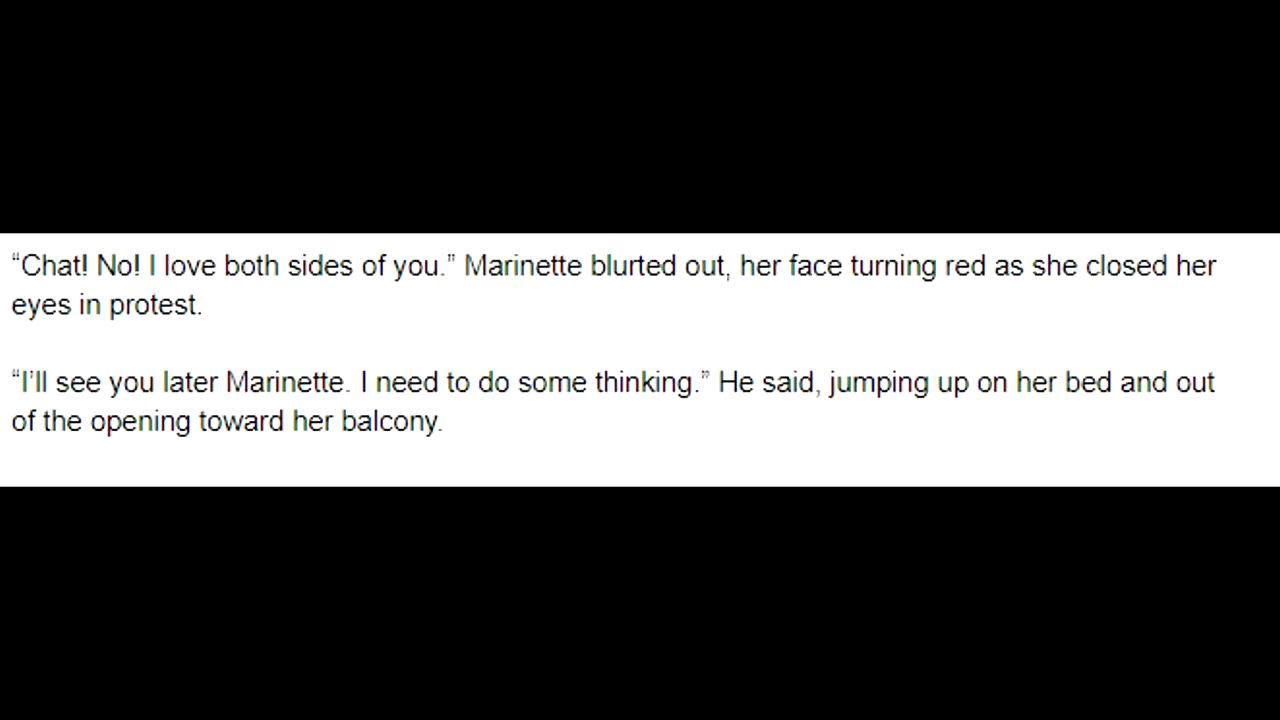 “Chat! No! I love both sides of you.” Marinette blurted out, her face turning red as she closed her
eyes in protest.
“I’ll see you later Marinette. I need to do some thinking.” He said, jumping up on her bed and out
of the opening toward her balcony.